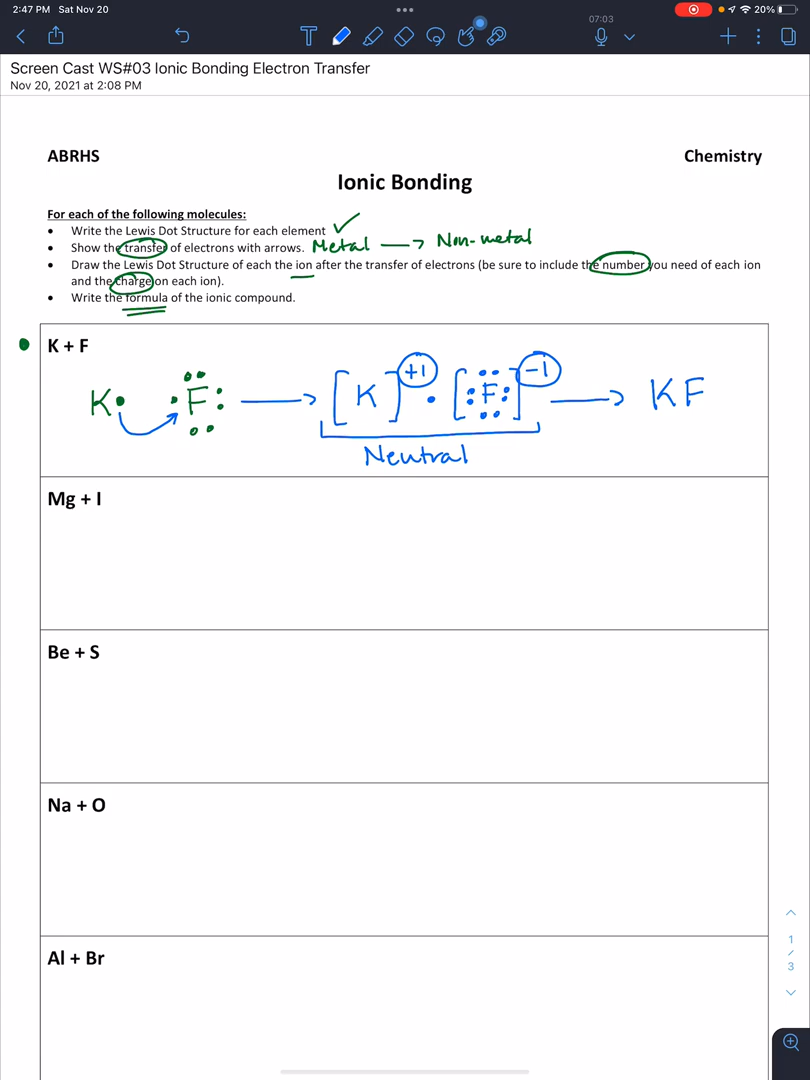 2:47 PM Sat Nov 20
20%
07:03
Screen Cast WS#03 Ionic Bonding Electron Transfer
Nov 20, 2021 at 2:08 PM
ABRHS Chemistry
Ionic Bonding
For each of the following molecules:
• Write the Lewis Dot Structure for each element ✓
• Show the transfer of electrons with arrows. Metal → Non-metal
• Draw the Lewis Dot Structure of each the ion after the transfer of electrons (be sure to include the number you need of each ion
and the charge on each ion).
• Write the formula of the ionic compound.
K + F
K F → [K]+1 [F]-1 → KF
Neutral
Mg + I
Be + S
Na + O
Al + Br
1
/
3